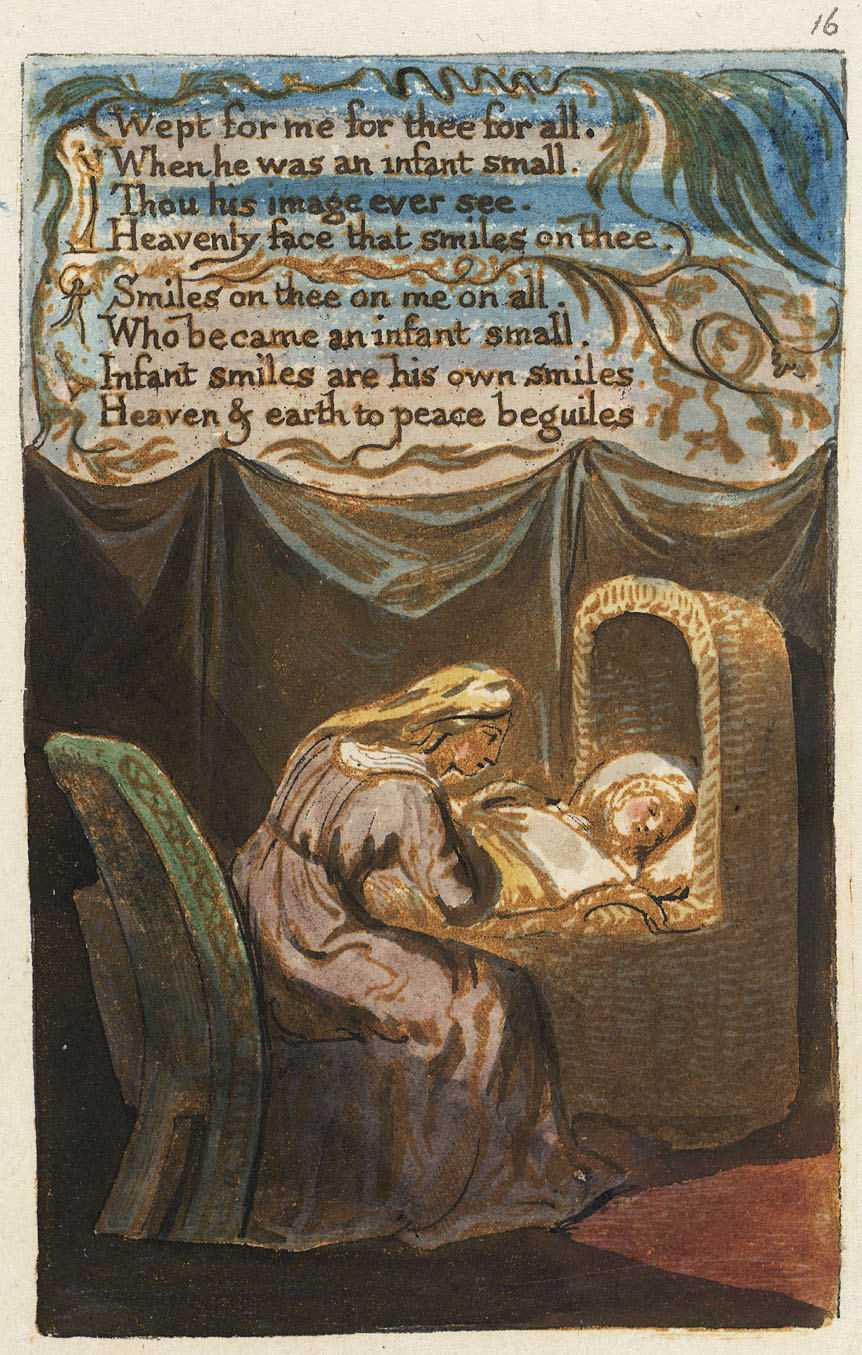 16
Wept for me for thee for all.
When he was an infant small.
Thou his image ever see.
Heavenly face that smiles on thee.
Smiles on thee on me on all.
Who became an infant small.
Infant smiles are his own smiles
Heaven & earth to peace beguiles